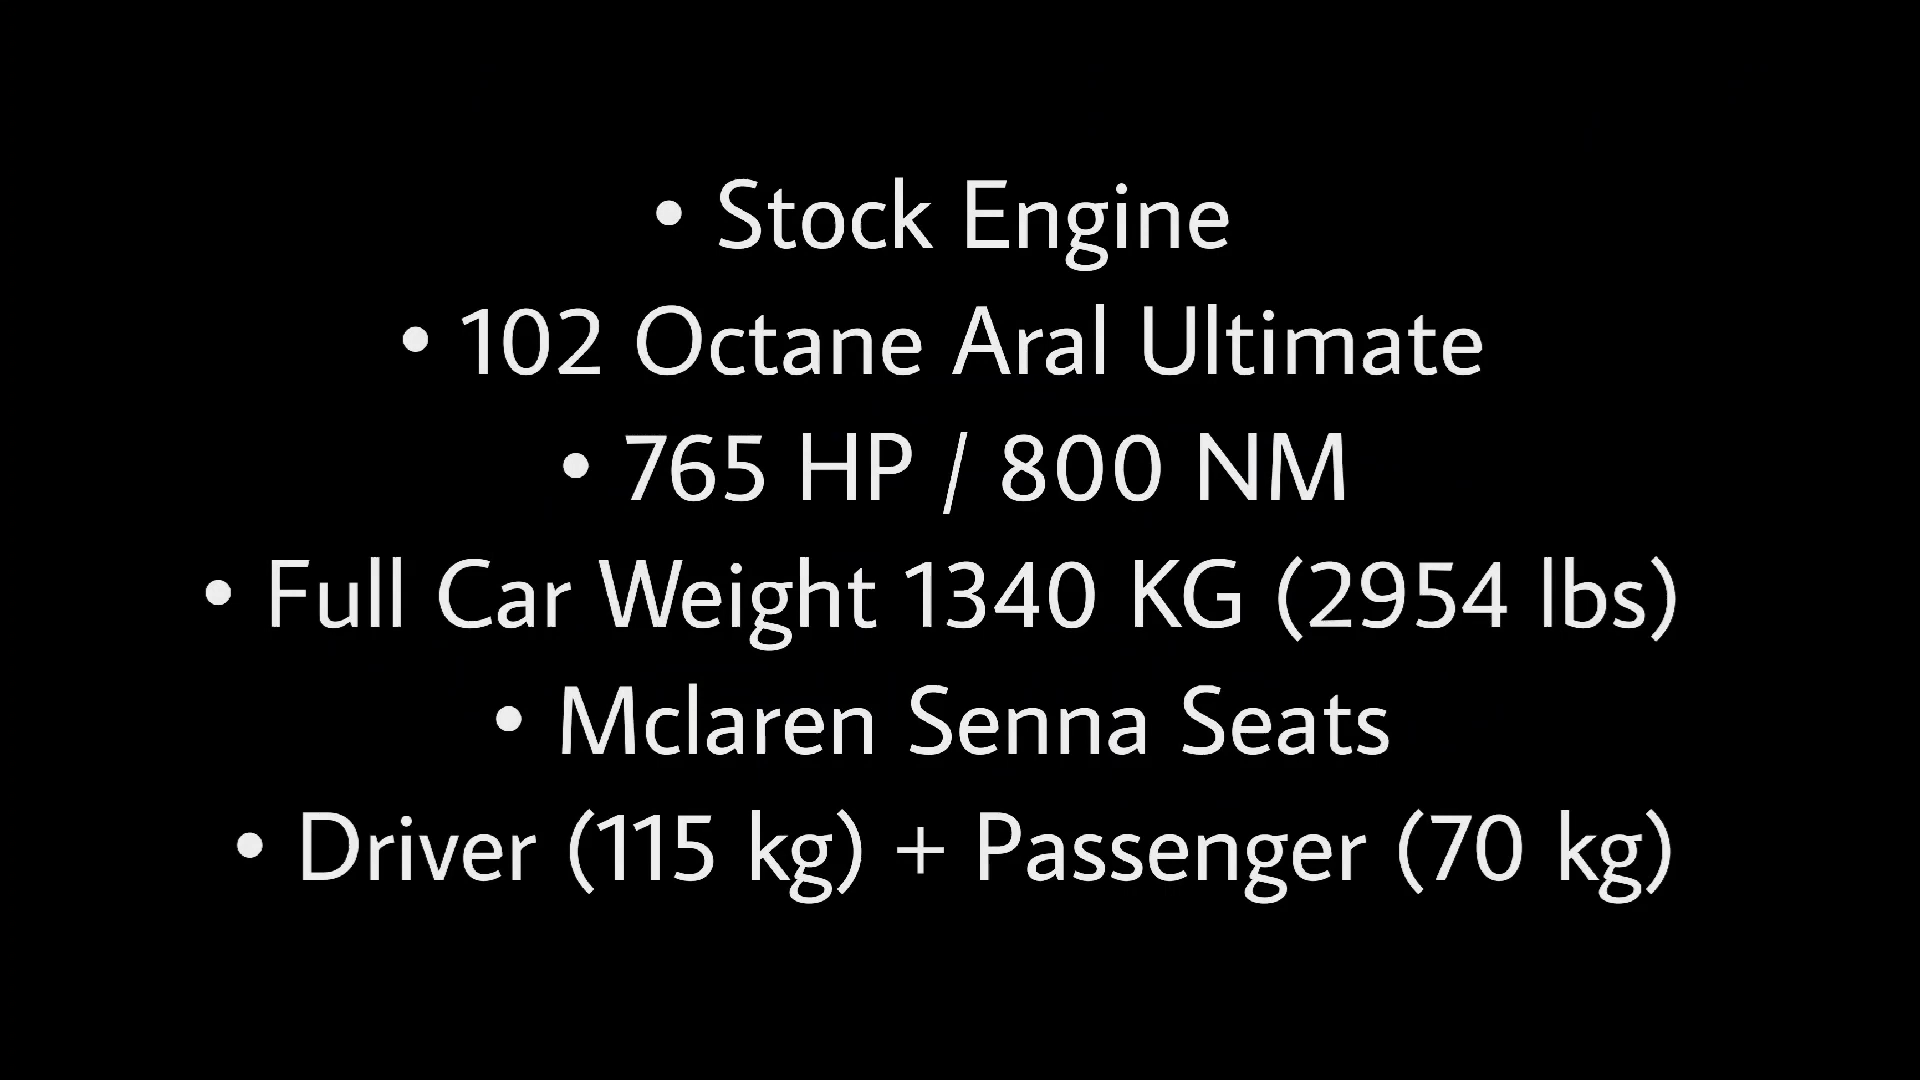 • Stock Engine
• 102 Octane Aral Ultimate
• 765 HP / 800 NM
• Full Car Weight 1340 KG (2954 lbs)
• Mclaren Senna Seats
• Driver (115 kg) + Passenger (70 kg)